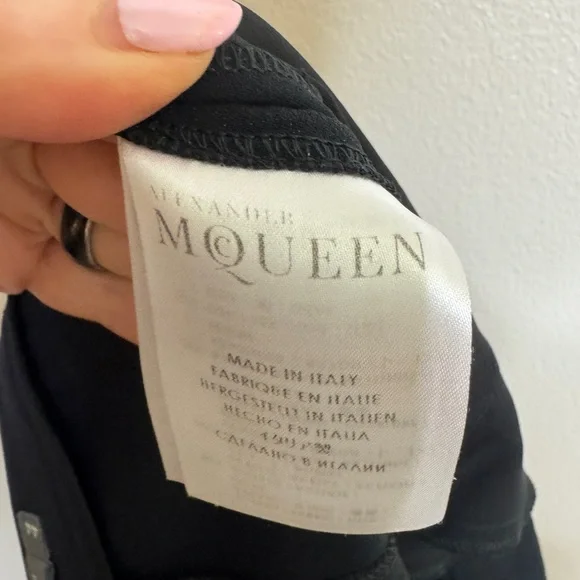 ALEXANDER
McQUEEN
MADE IN ITALY
FABRIQUE EN ITALIE
HERGESTELLT IN ITALIEN
HECHO EN ITALIA
СДЕЛАНО В ИТАЛИИ